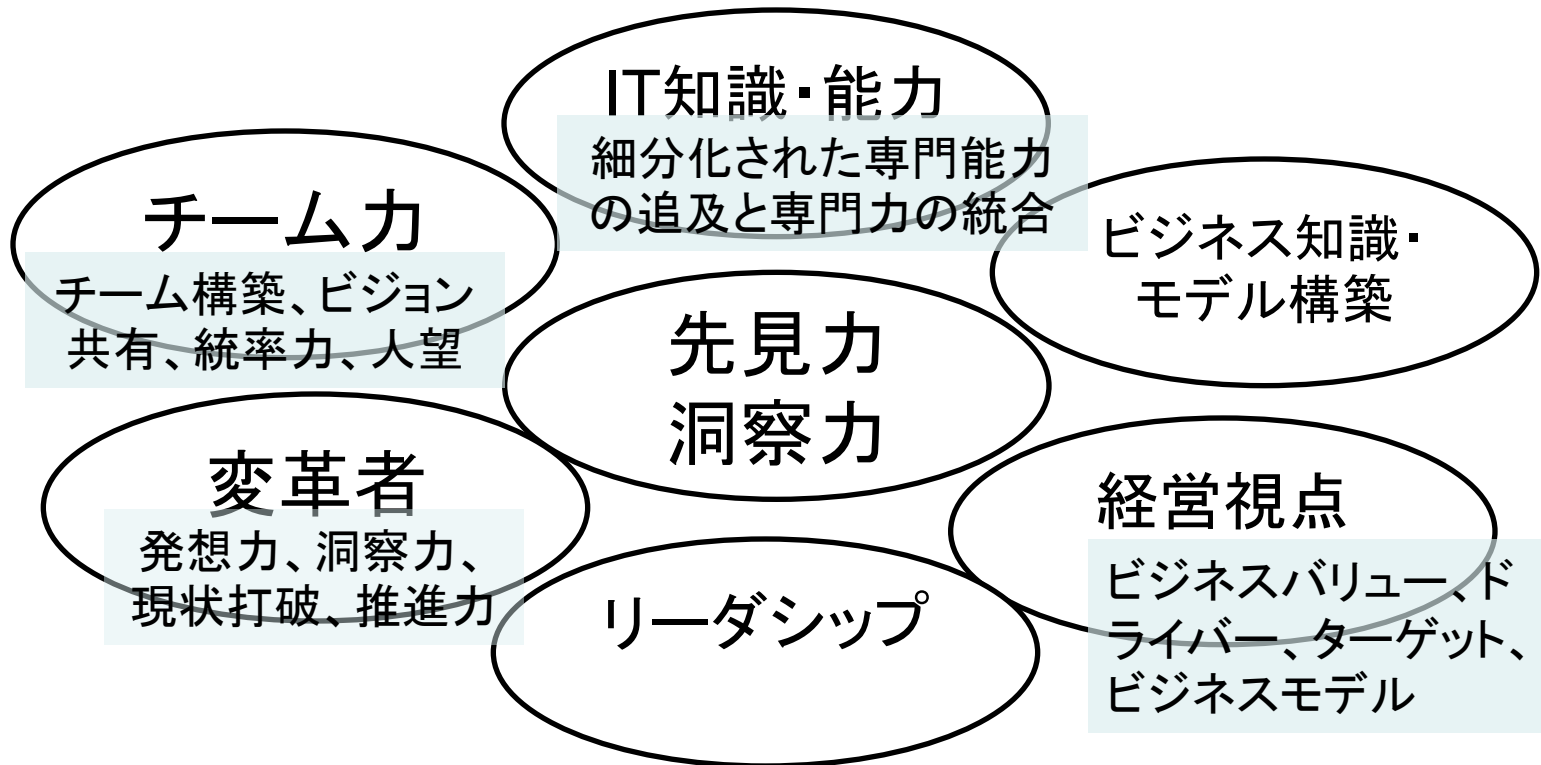 IT知識・能力
細分化された専門能力
の追及と専門力の統合
チーム力
チーム構築、ビジョン
共有、統率力、人望
ビジネス知識・
モデル構築
先見力
洞察力
変革者
発想力、洞察力、
現状打破、推進力
経営視点
ビジネスバリュー、ド
ライバー、ターゲット、
ビジネスモデル
リーダシップ